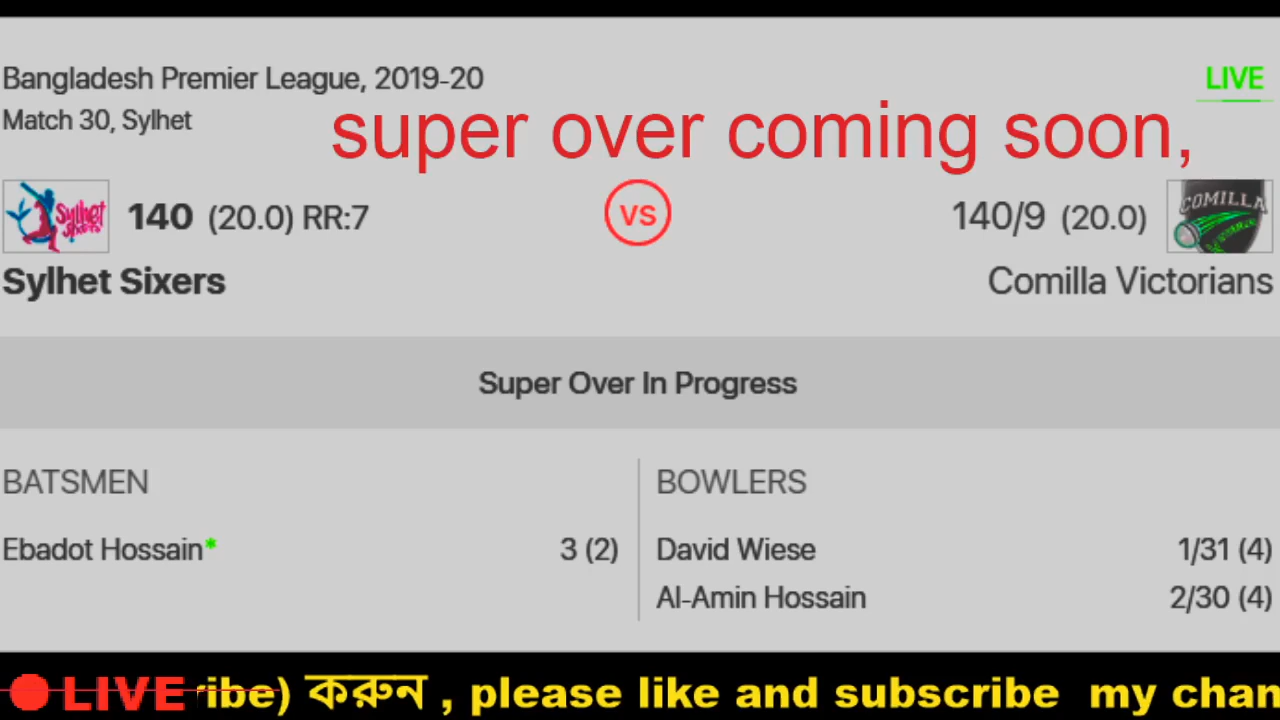 Bangladesh Premier League, 2019-20
LIVE
Match 30, Sylhet
super over coming soon,
Sylhet Sixers
140 (20.0) RR:7
VS
140/9 (20.0)
COMILLA
Sylhet Sixers
Comilla Victorians
Super Over In Progress
BATSMEN
Ebadot Hossain* 3 (2)
BOWLERS
David Wiese 1/31 (4)
Al-Amin Hossain 2/30 (4)
LIVE ribe) করুন , please like and subscribe my chan